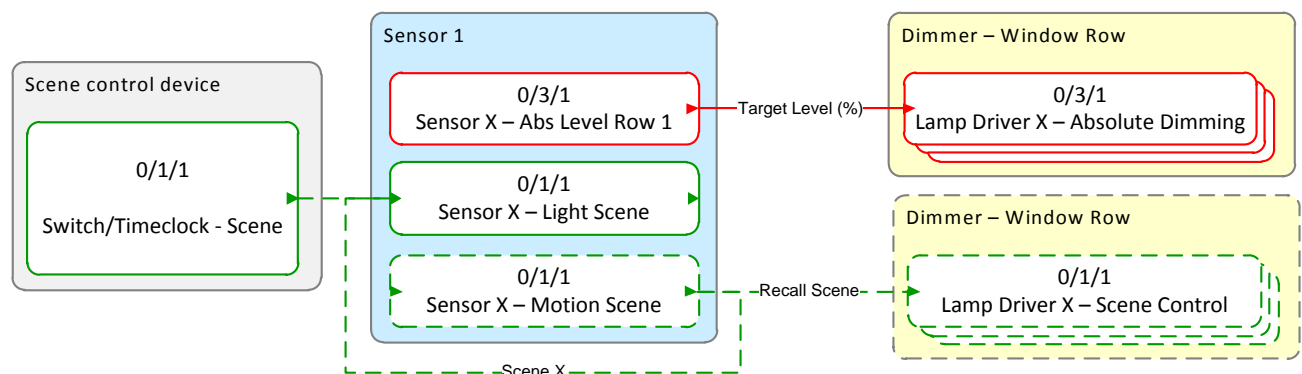 Scene control device
0/1/1
Switch/Timeclock - Scene
Sensor 1
0/3/1
Sensor X – Abs Level Row 1
0/1/1
Sensor X – Light Scene
0/1/1
Sensor X – Motion Scene
Scene X
Target Level (%)
Recall Scene
Dimmer – Window Row
0/3/1
Lamp Driver X – Absolute Dimming
Dimmer – Window Row
0/1/1
Lamp Driver X – Scene Control